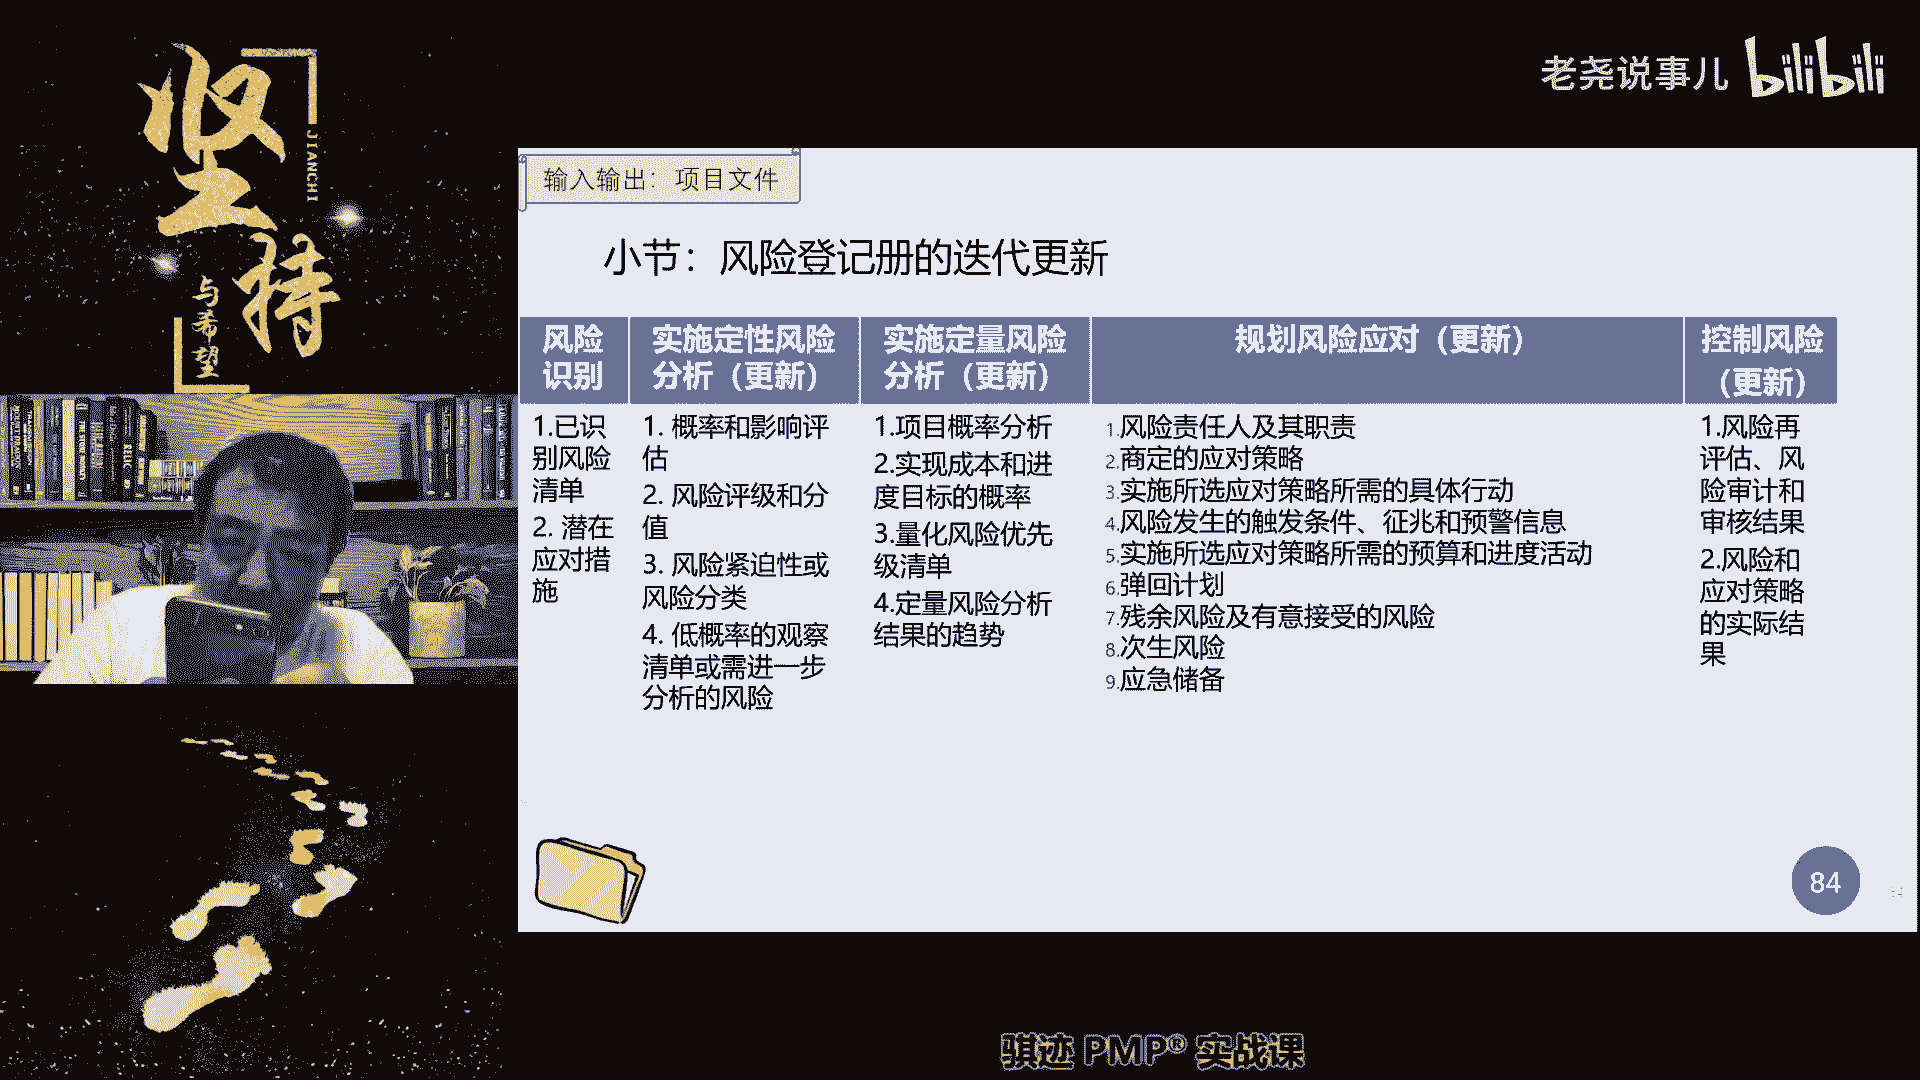 坚持
JIANCHI
与希望
老尧说事儿 bilibili
输入输出：项目文件
小节：风险登记册的迭代更新
风险
识别
实施定性风险
分析（更新）
实施定量风险
分析（更新）
规划风险应对（更新）
控制风险
（更新）
1.已识
别风险
清单
2. 潜在
应对措
施
1. 概率和影响评
估
2. 风险评级和分
值
3. 风险紧迫性或
风险分类
4. 低概率的观察
清单或需进一步
分析的风险
1.项目概率分析
2.实现成本和进
度目标的概率
3.量化风险优先
级清单
4.定量风险分析
结果的趋势
1.风险责任人及其职责
2.商定的应对策略
3.实施所选应对策略所需的具体行动
4.风险发生的触发条件、征兆和预警信息
5.实施所选应对策略所需的预算和进度活动
6.弹回计划
7.残余风险及有意接受的风险
8.次生风险
9.应急储备
1.风险再
评估、风
险审计和
审核结果
2.风险和
应对策略
的实际结
果
84
骐迹 PMP® 实战课